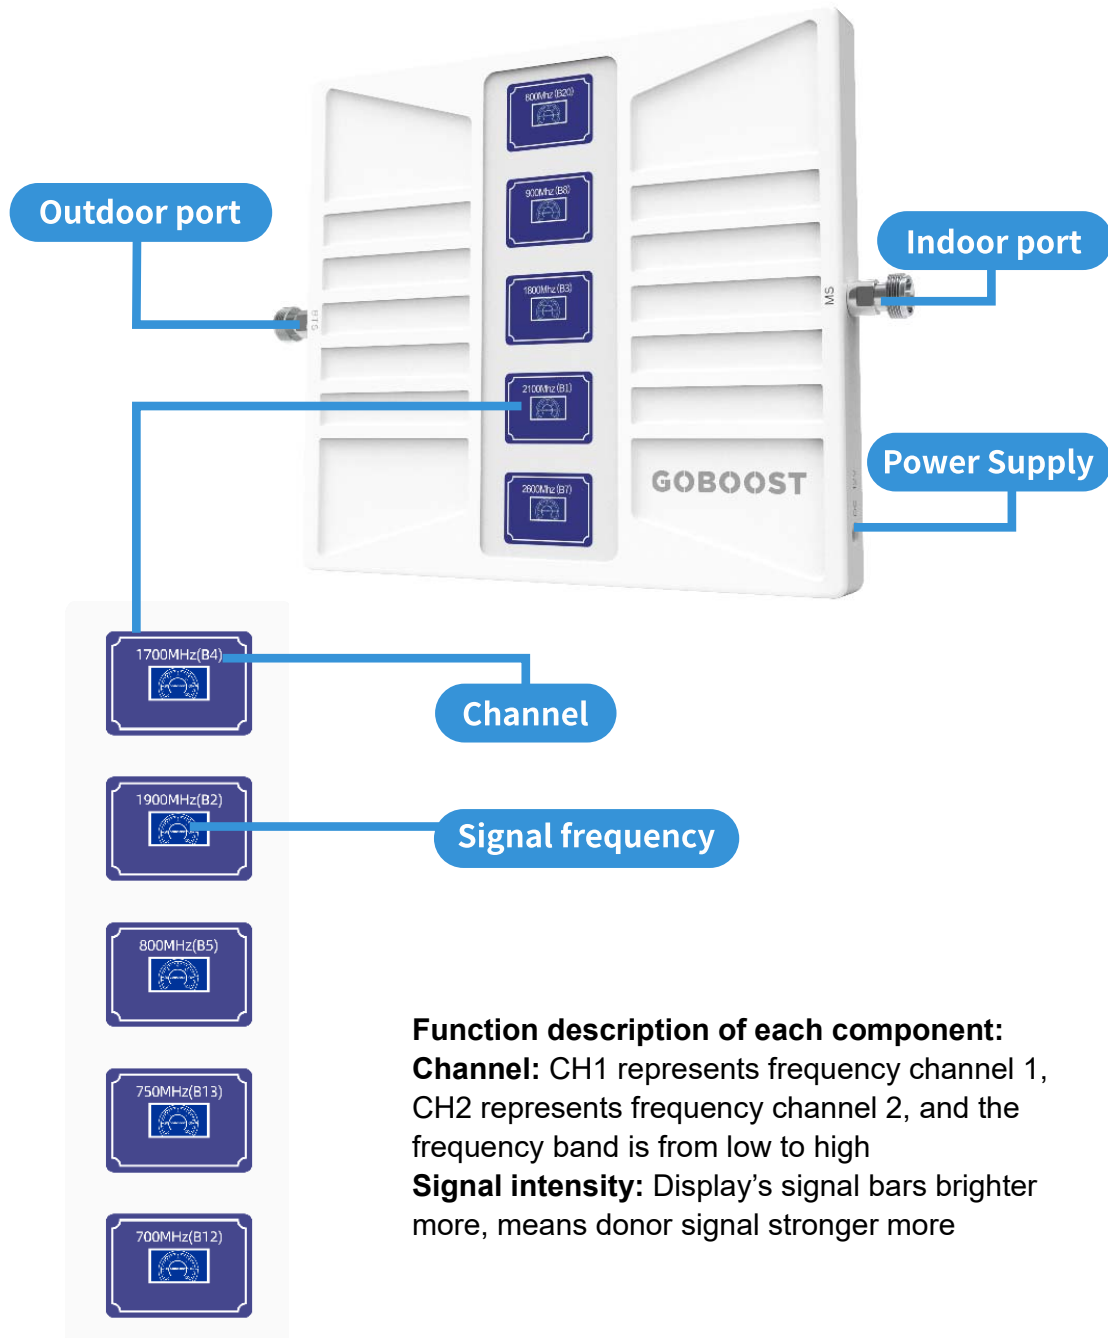 800Mhz(B20)
900Mhz(B8)
1800Mhz(B3)
2100Mhz(B1)
2600Mhz(B7)
Outdoor port
Indoor port
BTS
MS
Power Supply
GOBOOST
1700MHz(B4)
Channel
1900MHz(B2)
Signal frequency
800MHz(B5)
750MHz(B13)
700MHz(B12)
Function description of each component:
Channel: CH1 represents frequency channel 1,
CH2 represents frequency channel 2, and the
frequency band is from low to high
Signal intensity: Display's signal bars brighter
more, means donor signal stronger more